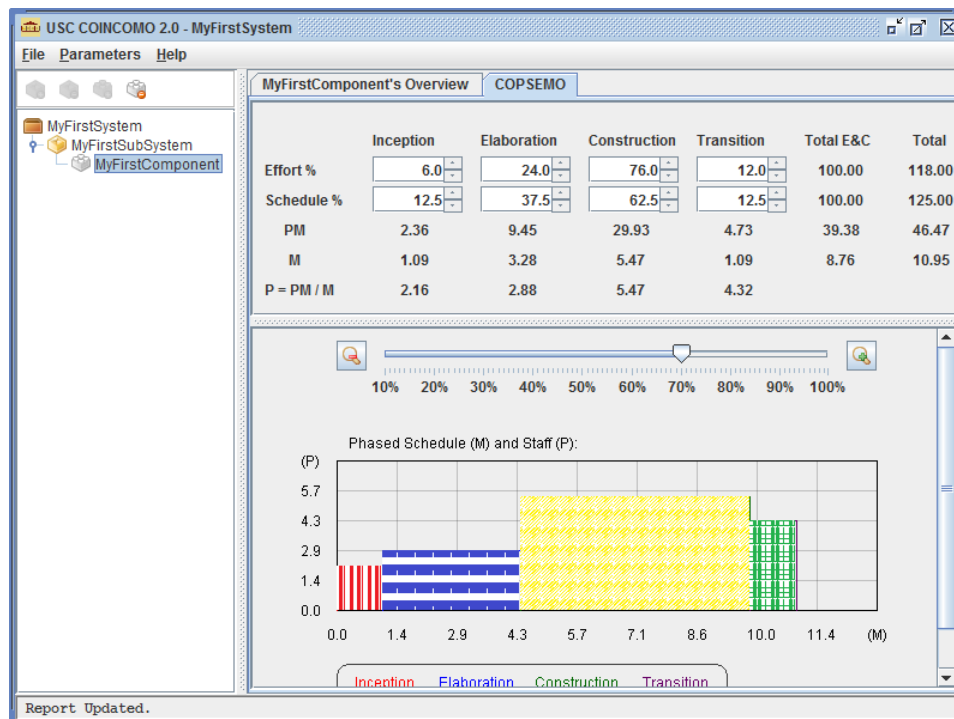 USC COINCOMO 2.0 - MyFirstSystem
File Parameters Help
MyFirstSystem
MyFirstSubSystem
MyFirstComponent
MyFirstComponent's Overview COPSEMO
Inception Elaboration Construction Transition Total E&C Total
Effort % 6.0 24.0 76.0 12.0 100.00 118.00
Schedule % 12.5 37.5 62.5 12.5 100.00 125.00
PM 2.36 9.45 29.93 4.73 39.38 46.47
M 1.09 3.28 5.47 1.09 8.76 10.95
P = PM / M 2.16 2.88 5.47 4.32
10% 20% 30% 40% 50% 60% 70% 80% 90% 100%
Phased Schedule (M) and Staff (P):
(P)
5.7
4.3
2.9
1.4
0.0
0.0 1.4 2.9 4.3 5.7 7.1 8.6 10.0 11.4 (M)
Inception Elaboration Construction Transition
Report Updated.